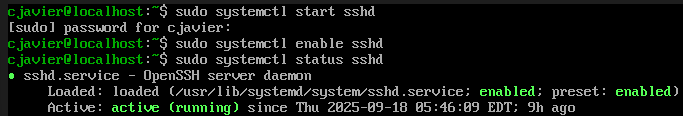 cjavier@localhost:~$ sudo systemctl start sshd
[sudo] password for cjavier:
cjavier@localhost:~$ sudo systemctl enable sshd
cjavier@localhost:~$ sudo systemctl status sshd
● sshd.service - OpenSSH server daemon
     Loaded: loaded (/usr/lib/systemd/system/sshd.service; enabled; preset: enabled)
     Active: active (running) since Thu 2025-09-18 05:46:09 EDT; 9h ago